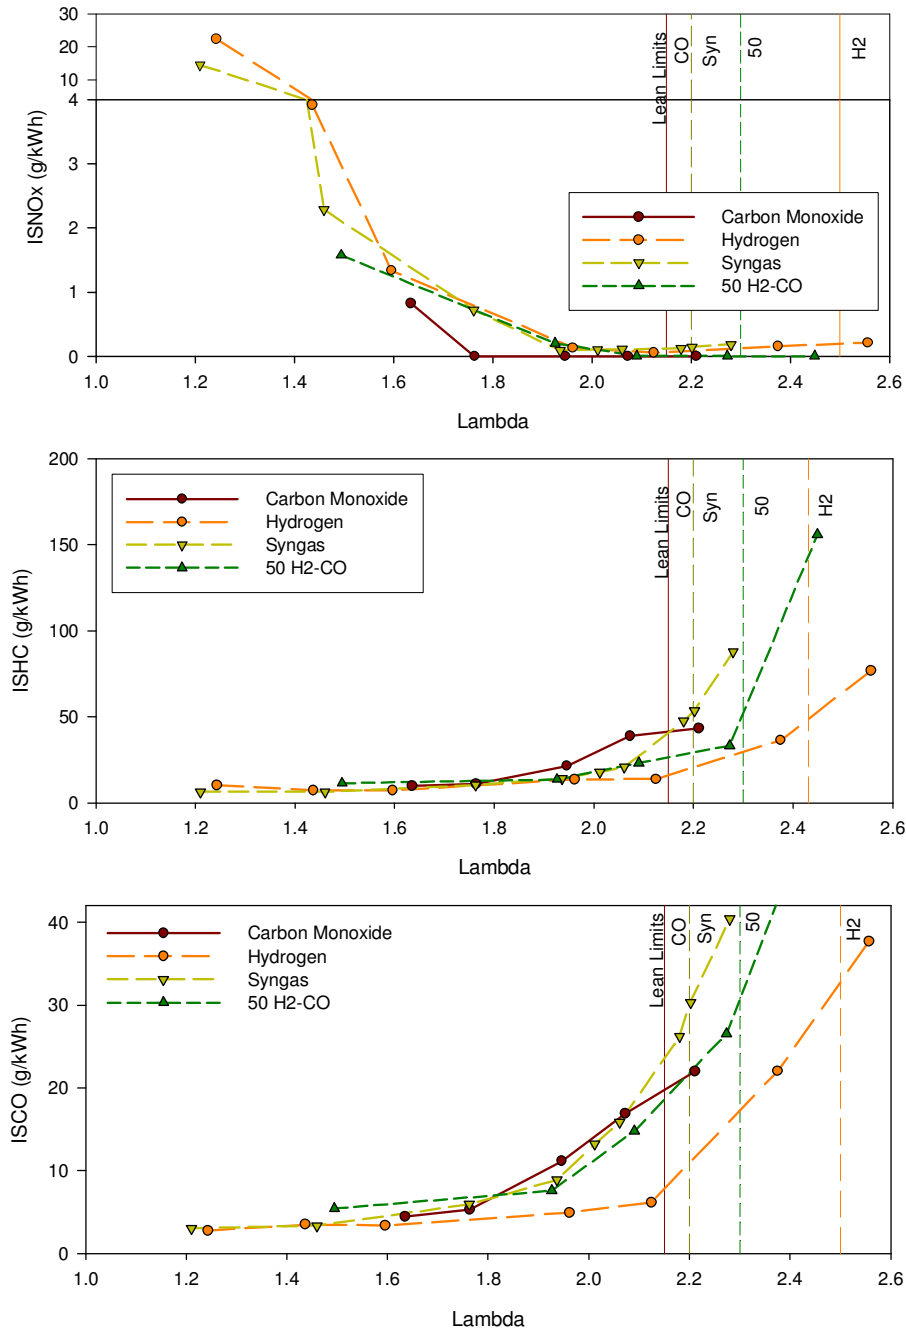 30
20
10
4
3
2
1
0
ISNOx (g/kWh)
Lean Limits
CO
Syn
50
H2
Carbon Monoxide
Hydrogen
Syngas
50 H2-CO
1.0 1.2 1.4 1.6 1.8 2.0 2.2 2.4 2.6
Lambda
200
150
100
50
0
ISHC (g/kWh)
Carbon Monoxide
Hydrogen
Syngas
50 H2-CO
Lean Limits
CO
Syn
50
H2
1.0 1.2 1.4 1.6 1.8 2.0 2.2 2.4 2.6
Lambda
40
30
20
10
0
ISCO (g/kWh)
Carbon Monoxide
Hydrogen
Syngas
50 H2-CO
Lean Limits
CO
Syn
50
H2
1.0 1.2 1.4 1.6 1.8 2.0 2.2 2.4 2.6
Lambda